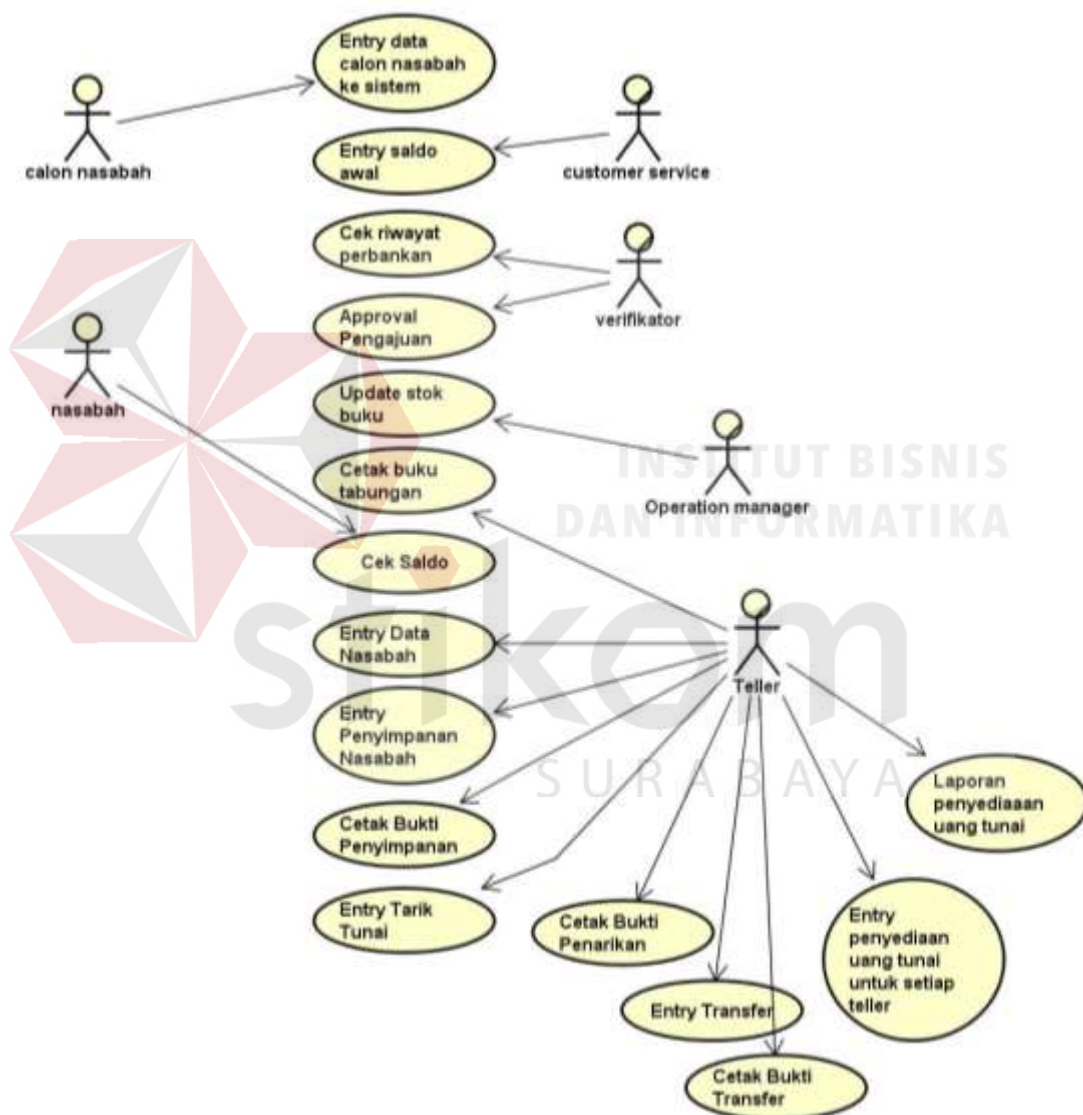 Entry data
calon nasabah
ke sistem
calon nasabah
Entry saldo
awal
customer service
Cek riwayat
perbankan
verifikator
Approval
Pengajuan
nasabah
Update stok
buku
Operation manager
Cetak buku
tabungan
INSTITUT BISNIS
DAN INFORMATIKA
Cek Saldo
stikom
SURABAYA
Entry Data
Nasabah
Teller
Entry
Penyimpanan
Nasabah
Laporan
penyediaaan
uang tunai
Cetak Bukti
Penyimpanan
Entry Tarik
Tunai
Cetak Bukti
Penarikan
Entry
penyediaan
uang tunai
untuk setiap
teller
Entry Transfer
Cetak Bukti
Transfer